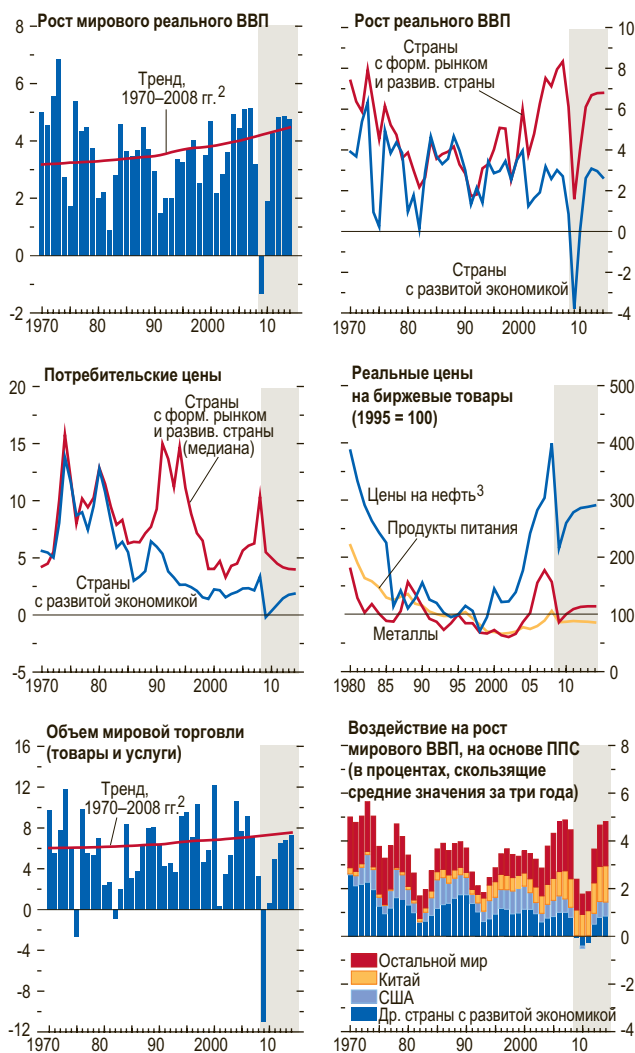 Рост мирового реального ВВП
8
Тренд,
1970–2008 гг.2
6
4
2
0
-2
1970 80 90 2000 10
Рост реального ВВП
Страны
с форм. рынком
и развив. страны
10
8
6
4
2
0
Страны
с развитой экономикой
-2
-4
1970 80 90 2000 10
Потребительские цены
20
Страны
с форм. рынком
и развив. страны
(медиана)
15
10
5
Страны
с развитой экономикой
0
-5
1970 80 90 2000 10
Реальные цены
на биржевые товары
(1995 = 100)
500
400
Цены на нефть3
300
Продукты питания
200
100
Металлы
0
1980 85 90 95 2000 05 10
Объем мировой торговли
(товары и услуги)
16
Тренд,
1970–2008 гг.2
12
8
4
0
-4
-8
-12
1970 80 90 2000 10
Воздействие на рост
мирового ВВП, на основе ППС
(в процентах, скользящие
средние значения за три года)
8
6
4
2
0
Остальной мир
Китай
США
Др. страны с развитой экономикой
-2
-4
1970 80 90 2000 10